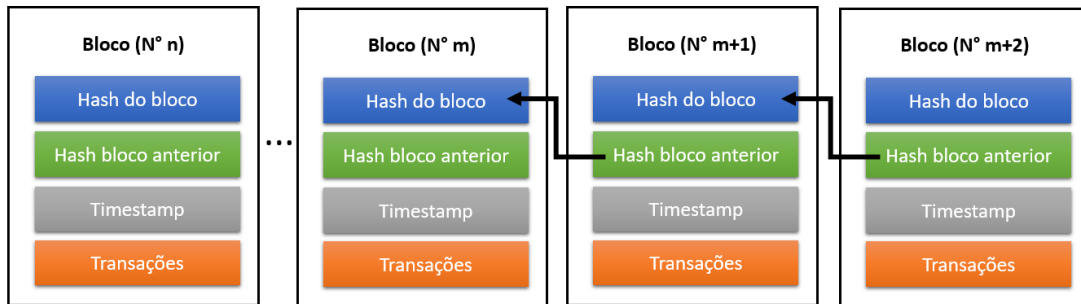 Bloco (N° n)
Hash do bloco
Hash bloco anterior
Timestamp
Transações
...
Bloco (N° m)
Hash do bloco
Hash bloco anterior
Timestamp
Transações
Bloco (N° m+1)
Hash do bloco
Hash bloco anterior
Timestamp
Transações
Bloco (N° m+2)
Hash do bloco
Hash bloco anterior
Timestamp
Transações